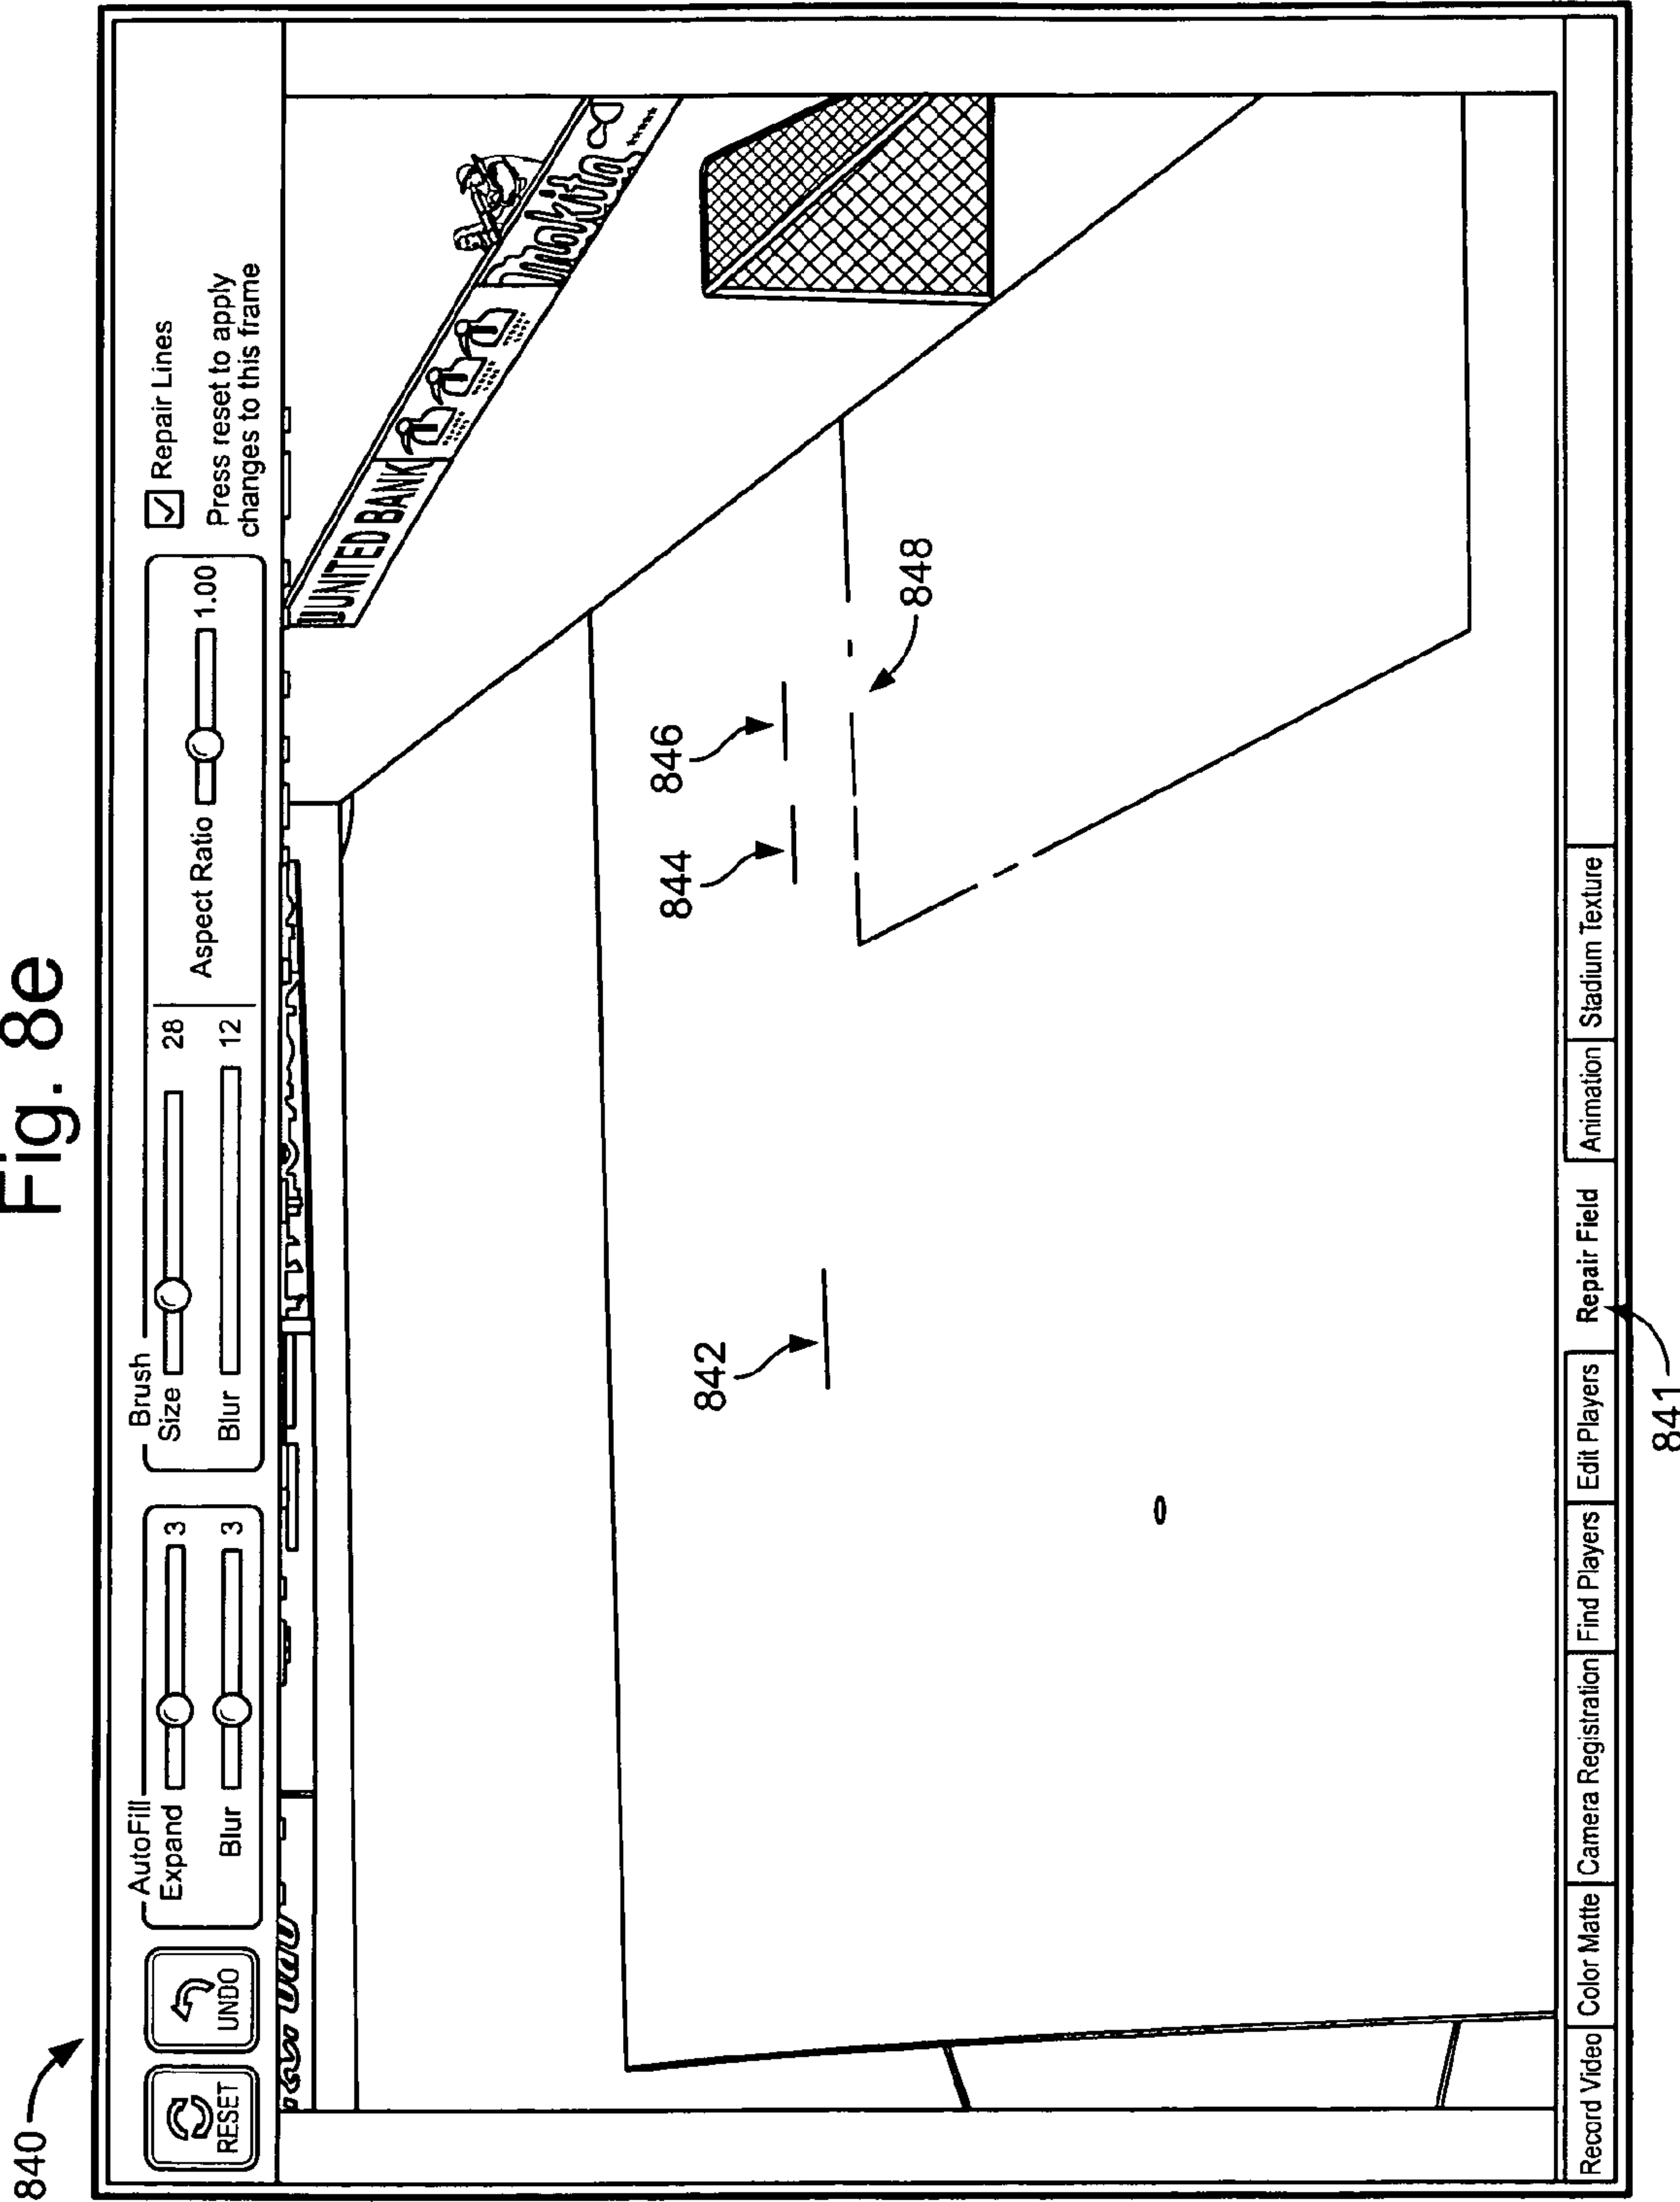 Fig. 8e
840
RESET
UNDO
AutoFill
Expand 3
Blur 3
Brush
Size 28
Blur 12
Aspect Ratio 1.00
Repair Lines
Press reset to apply
changes to this frame
UNITED BANK
makita
842
844
846
848
Record Video Color Matte Camera Registration Find Players Edit Players Repair Field Animation Stadium Texture
841